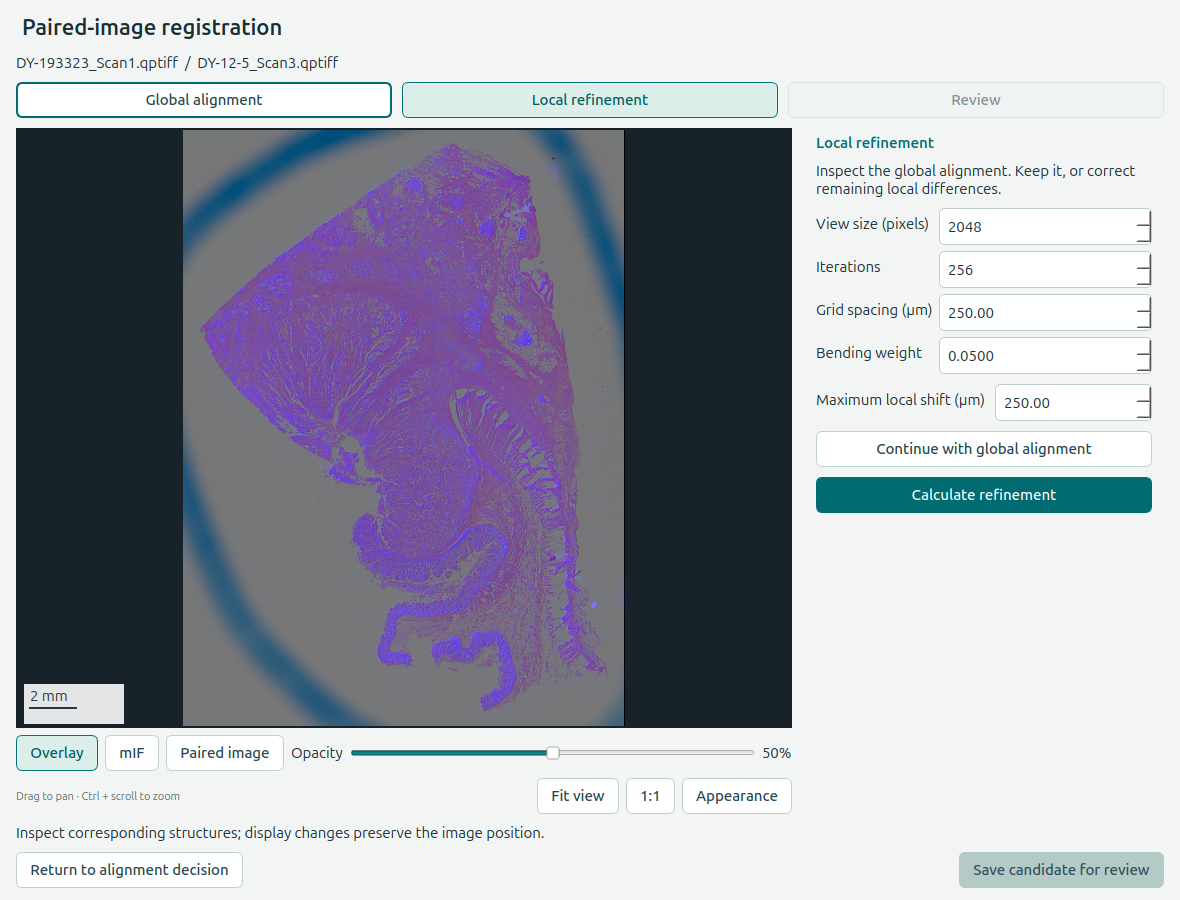 Paired-image registration
DY-193323_Scan1.qptiff / DY-12-5_Scan3.qptiff
Global alignment
Local refinement
Review
Local refinement
Inspect the global alignment. Keep it, or correct
remaining local differences.
View size (pixels)
2048
Iterations
256
Grid spacing (µm)
250.00
Bending weight
0.0500
Maximum local shift (µm)
250.00
Continue with global alignment
Calculate refinement
2 mm
Overlay
mIF
Paired image
Opacity
50%
Drag to pan · Ctrl + scroll to zoom
Fit view
1:1
Appearance
Inspect corresponding structures; display changes preserve the image position.
Return to alignment decision
Save candidate for review